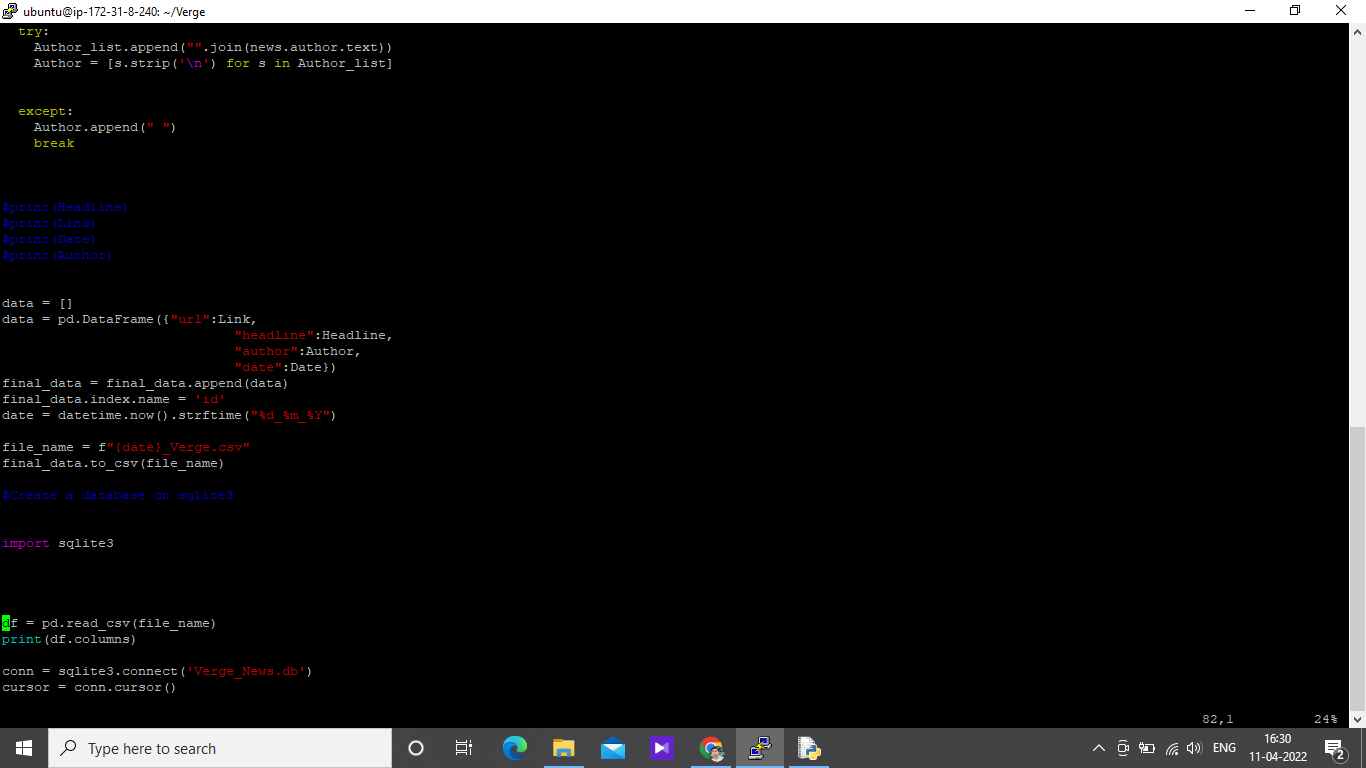 ubuntu@ip-172-31-8-240: ~/Verge
try:
Author_list.append("".join(news.author.text))
Author = [s.strip('\n') for s in Author_list]
except:
Author.append(" ")
break
#print(Headline)
#print(Link)
#print(Date)
#print(Author)
data = []
data = pd.DataFrame({"url":Link,
"headline":Headline,
"author":Author,
"date":Date})
final_data = final_data.append(data)
final_data.index.name = 'id'
date = datetime.now().strftime("%d_%m_%Y")
file_name = f"{date}_Verge.csv"
final_data.to_csv(file_name)
#Create a database on sqlite3
import sqlite3
df = pd.read_csv(file_name)
print(df.columns)
conn = sqlite3.connect('Verge_News.db')
cursor = conn.cursor()
82,1 24%
Type here to search
ENG
16:30
11-04-2022
2